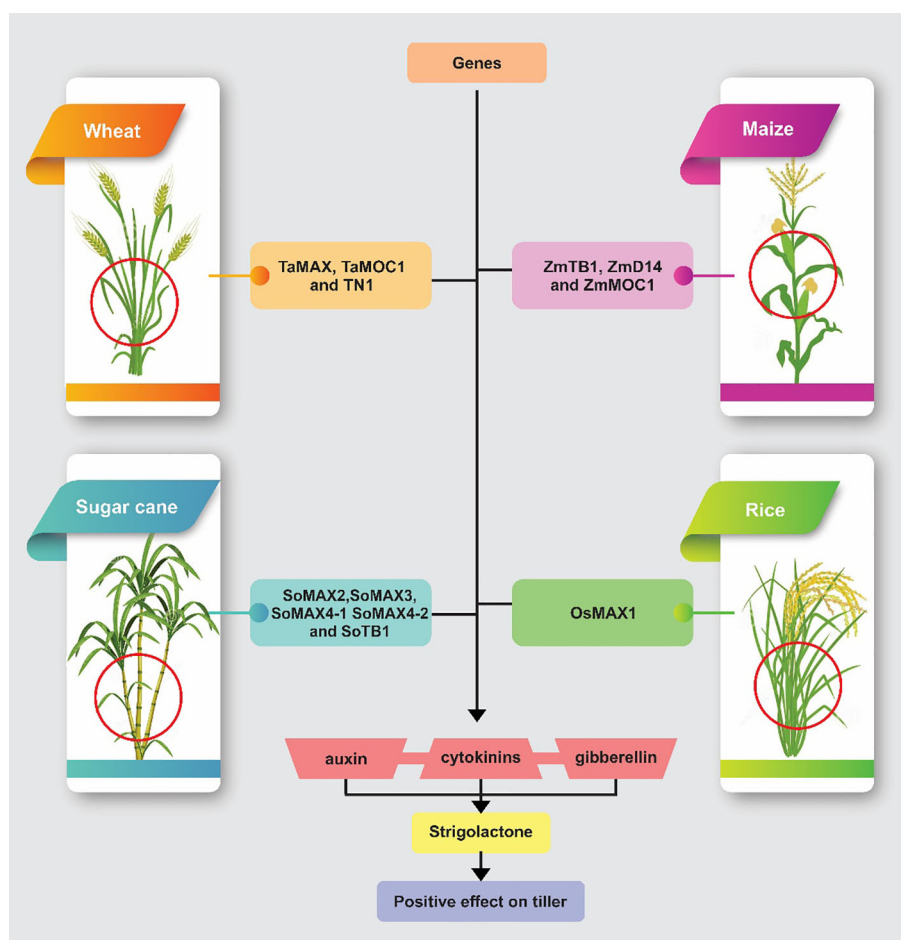 Genes
Wheat
Maize
TaMAX, TaMOC1
and TN1
ZmTB1, ZmD14
and ZmMOC1
Sugar cane
Rice
SoMAX2,SoMAX3,
SoMAX4-1 SoMAX4-2
and SoTB1
OsMAX1
auxin
cytokinins
gibberellin
Strigolactone
Positive effect on tiller